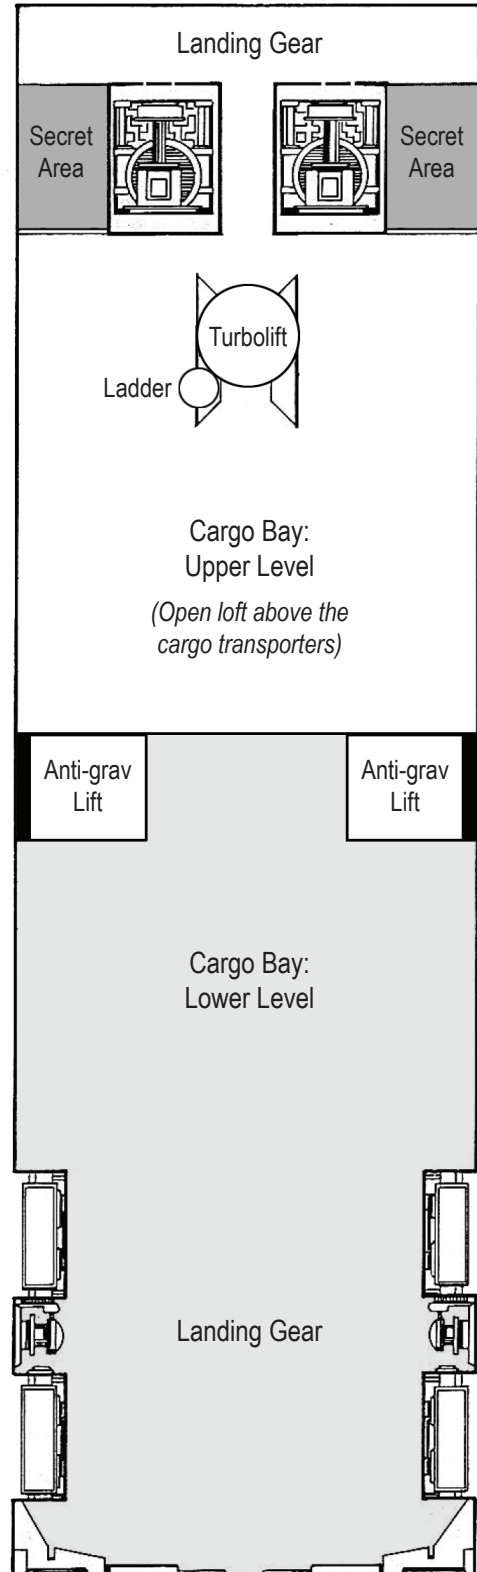 Landing Gear
Secret
Area
Secret
Area
Turbolift
Ladder
Cargo Bay:
Upper Level
(Open loft above the
cargo transporters)
Anti-grav
Lift
Anti-grav
Lift
Cargo Bay:
Lower Level
Landing Gear